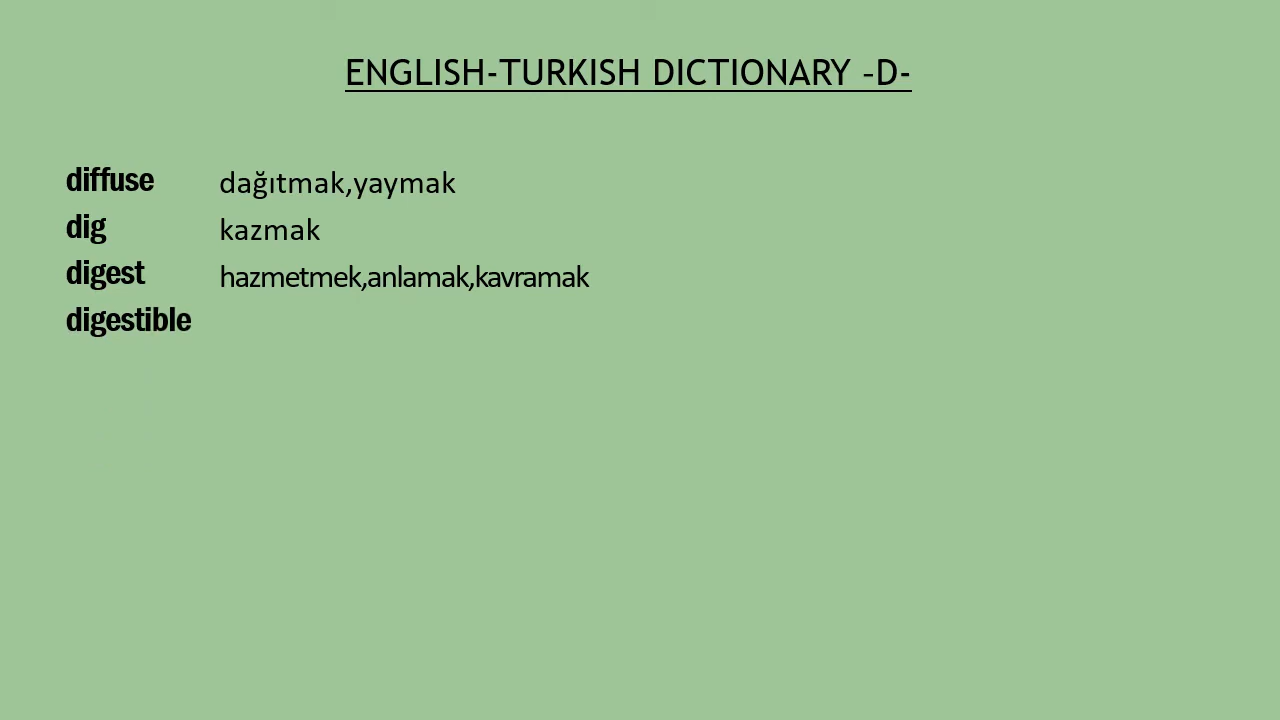 ENGLISH-TURKISH DICTIONARY –D-
diffuse dağıtmak,yaymak
dig kazmak
digest hazmetmek,anlamak,kavramak
digestible